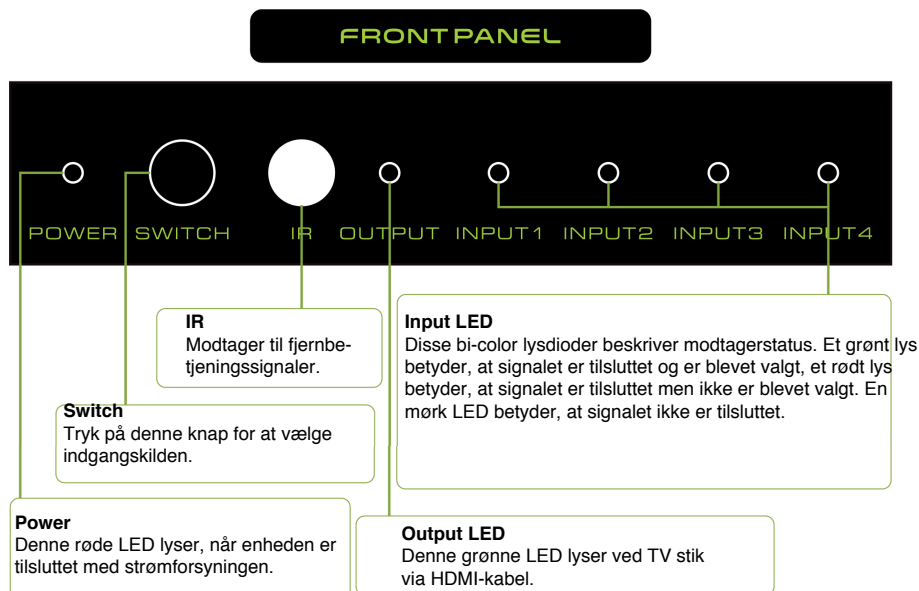 FRONT PANEL
POWER SWITCH IR OUTPUT INPUT1 INPUT2 INPUT3 INPUT4
IR
Modtager til fjernbe-
tjeningssignaler.
Input LED
Disse bi-color lysdioder beskriver modtagerstatus. Et grønt lys
betyder, at signalet er tilsluttet og er blevet valgt, et rødt lys
betyder, at signalet er tilsluttet men ikke er blevet valgt. En
mørk LED betyder, at signalet ikke er tilsluttet.
Switch
Tryk på denne knap for at vælge
indgangskilden.
Power
Denne røde LED lyser, når enheden er
tilsluttet med strømforsyningen.
Output LED
Denne grønne LED lyser ved TV stik
via HDMI-kabel.